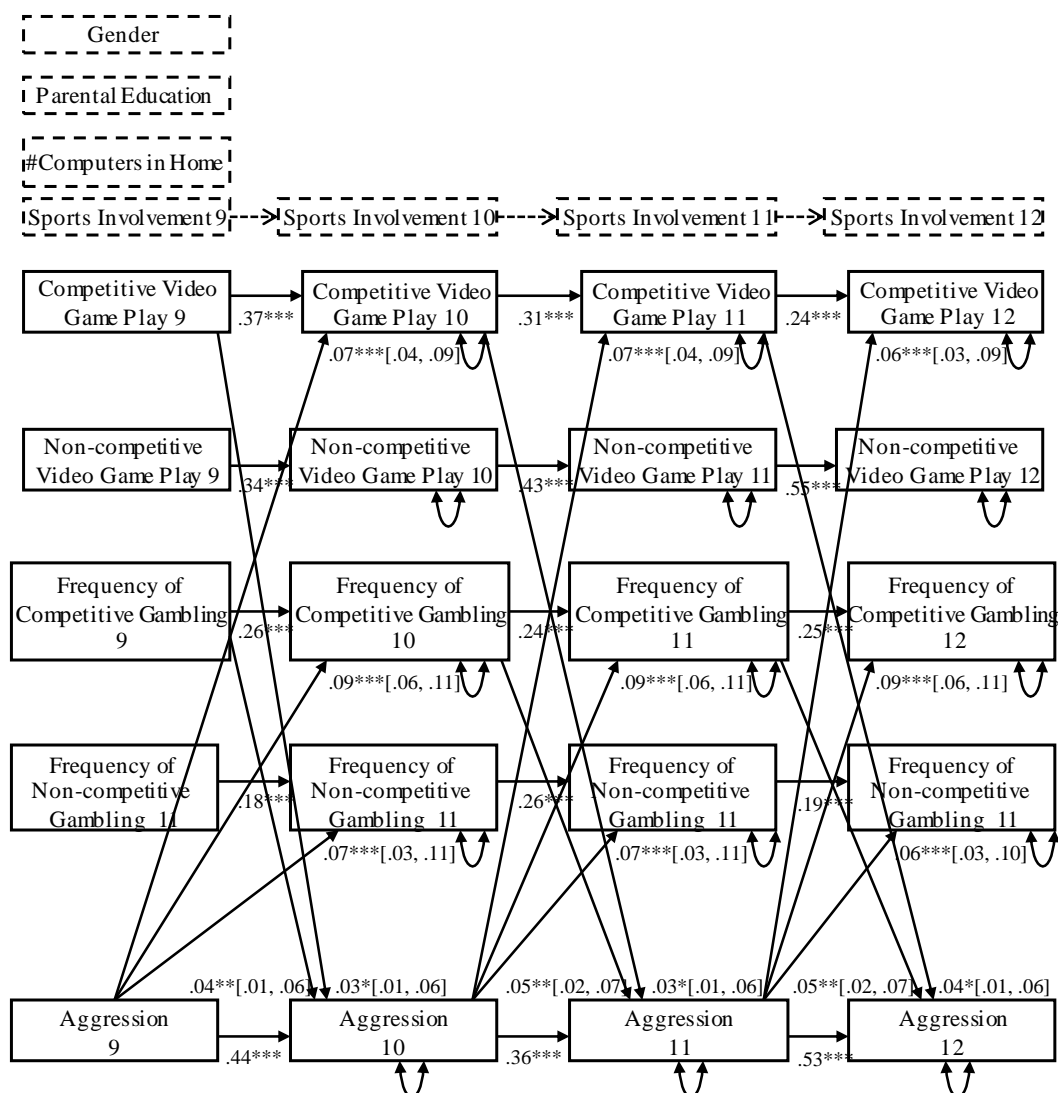 Gender
Parental Education
#Computers in Home
Sports Involvement 9
Sports Involvement 10
Sports Involvement 11
Sports Involvement 12
Competitive Video
Game Play 9
Competitive Video
Game Play 10
Competitive Video
Game Play 11
Competitive Video
Game Play 12
.37***
.31***
.24***
.07***[.04, .09]
.07***[.04, .09]
.06***[.03, .09]
Non-competitive
Video Game Play 9
Non-competitive
Video Game Play 10
Non-competitive
Video Game Play 11
Non-competitive
Video Game Play 12
.34***
.43***
.55***
Frequency of
Competitive Gambling
9
Frequency of
Competitive Gambling
10
Frequency of
Competitive Gambling
11
Frequency of
Competitive Gambling
12
.26***
.24***
.25***
.09***[.06, .11]
.09***[.06, .11]
.09***[.06, .11]
Frequency of
Non-competitive
Gambling 11
Frequency of
Non-competitive
Gambling 11
Frequency of
Non-competitive
Gambling 11
Frequency of
Non-competitive
Gambling 11
.18***
.26***
.19***
.07***[.03, .11]
.07***[.03, .11]
.06***[.03, .10]
.04**[.01, .06]
.03*[.01, .06]
.05**[.02, .07]
.03*[.01, .06]
.05**[.02, .07]
.04*[.01, .06]
Aggression
9
Aggression
10
Aggression
11
Aggression
12
.44***
.36***
.53***